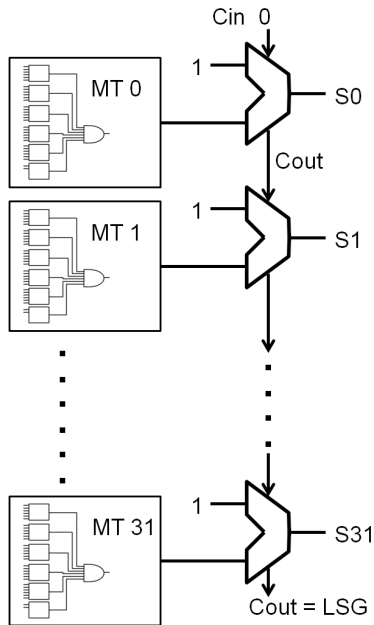 Cin 0
1
MT 0
S0
Cout
1
MT 1
S1
1
MT 31
S31
Cout = LSG